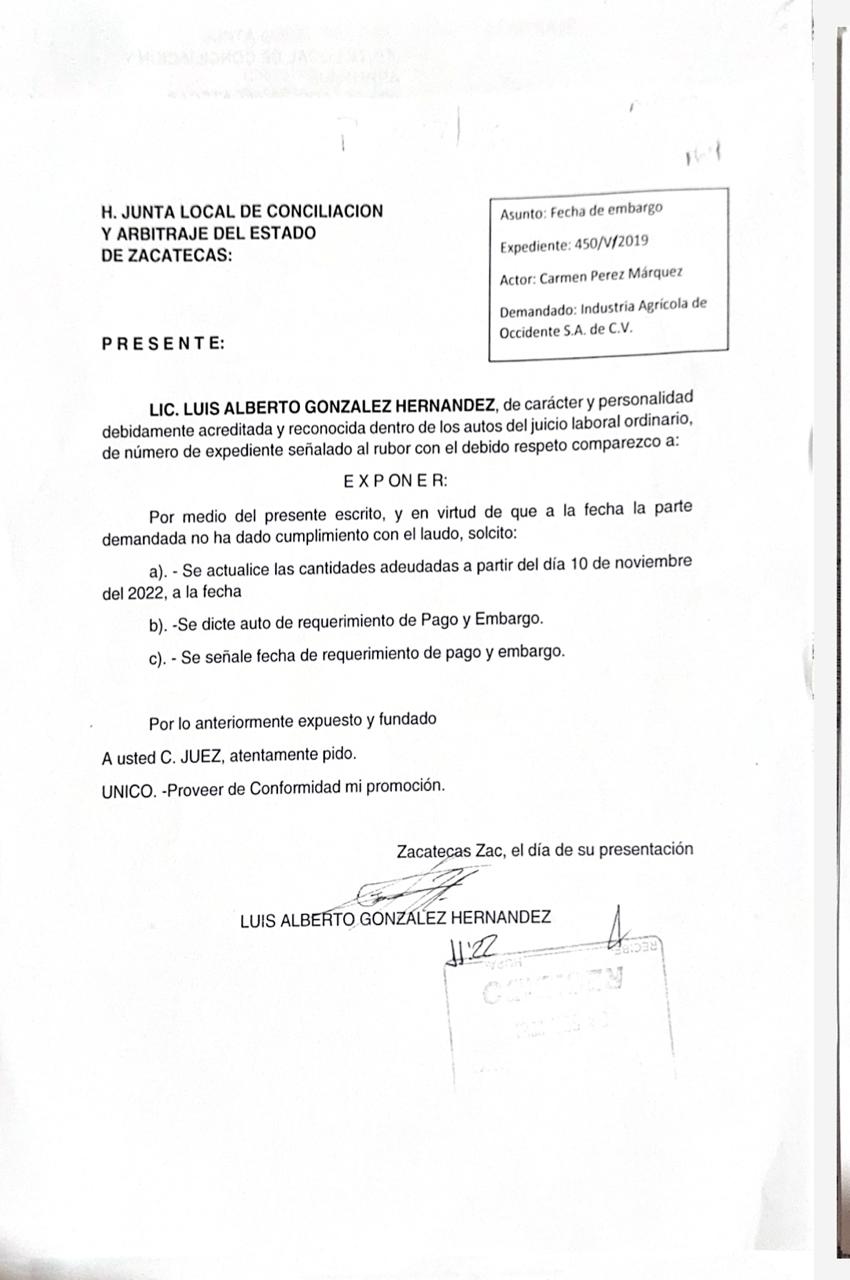 H. JUNTA LOCAL DE CONCILIACION
Y ARBITRAJE DEL ESTADO
DE ZACATECAS:
Asunto: Fecha de embargo
Expediente: 450/V/2019
Actor: Carmen Perez Márquez
Demandado: Industria Agrícola de
Occidente S.A. de C.V.
P R E S E N T E:
LIC. LUIS ALBERTO GONZALEZ HERNANDEZ, de carácter y personalidad
debidamente acreditada y reconocida dentro de los autos del juicio laboral ordinario,
de número de expediente señalado al rubor con el debido respeto comparezco a:
E X P O N E R:
Por medio del presente escrito, y en virtud de que a la fecha la parte
demandada no ha dado cumplimiento con el laudo, solcito:
a). - Se actualice las cantidades adeudadas a partir del día 10 de noviembre
del 2022, a la fecha
b). -Se dicte auto de requerimiento de Pago y Embargo.
c). - Se señale fecha de requerimiento de pago y embargo.
Por lo anteriormente expuesto y fundado
A usted C. JUEZ, atentamente pido.
UNICO. -Proveer de Conformidad mi promoción.
Zacatecas Zac, el día de su presentación
LUIS ALBERTO GONZALEZ HERNANDEZ
11:22
RECIBE
HORA
RECIBIDO